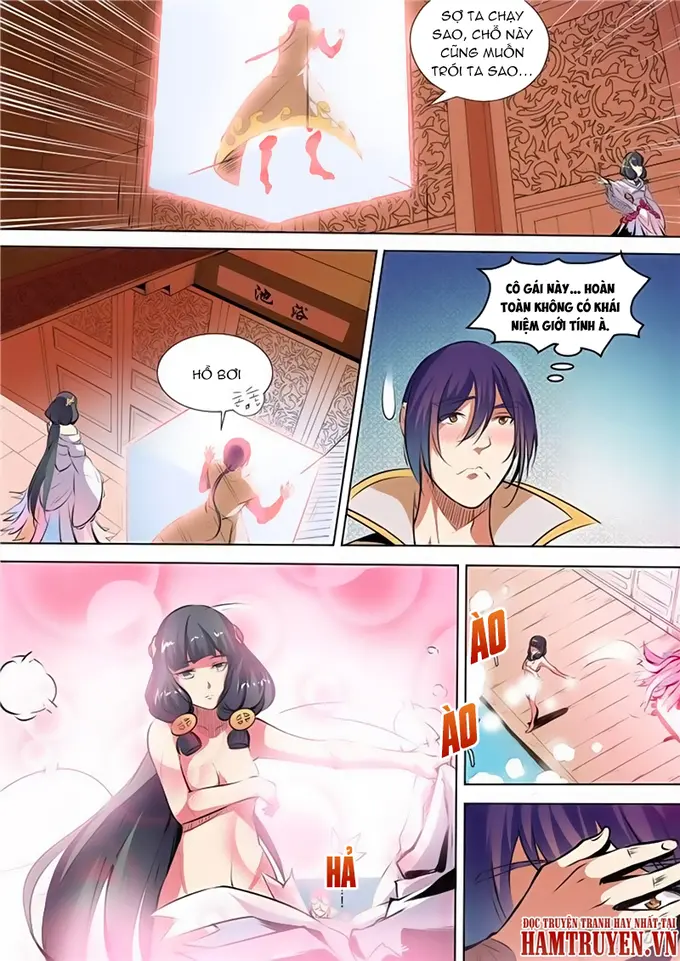 SỢ TA CHẠY
SAO, CHỖ NÀY
CŨNG MUỐN
TRÓI TA SAO...
池浴
CÔ GÁI NÀY... HOÀN
TOÀN KHÔNG CÓ KHÁI
NIỆM GIỚI TÍNH À.
HỒ BƠI
ÀO
ÀO
HẢ
...!
ĐỌC TRUYỆN TRANH HAY NHẤT TẠI
HAMTRUYEN.VN